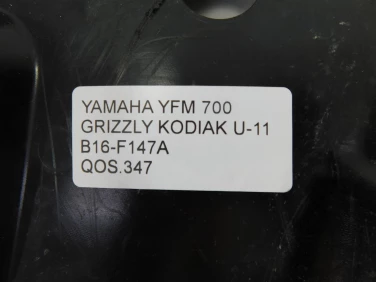 YAMAHA YFM 700
GRIZZLY KODIAK U-11
B16-F147A
QOS.347